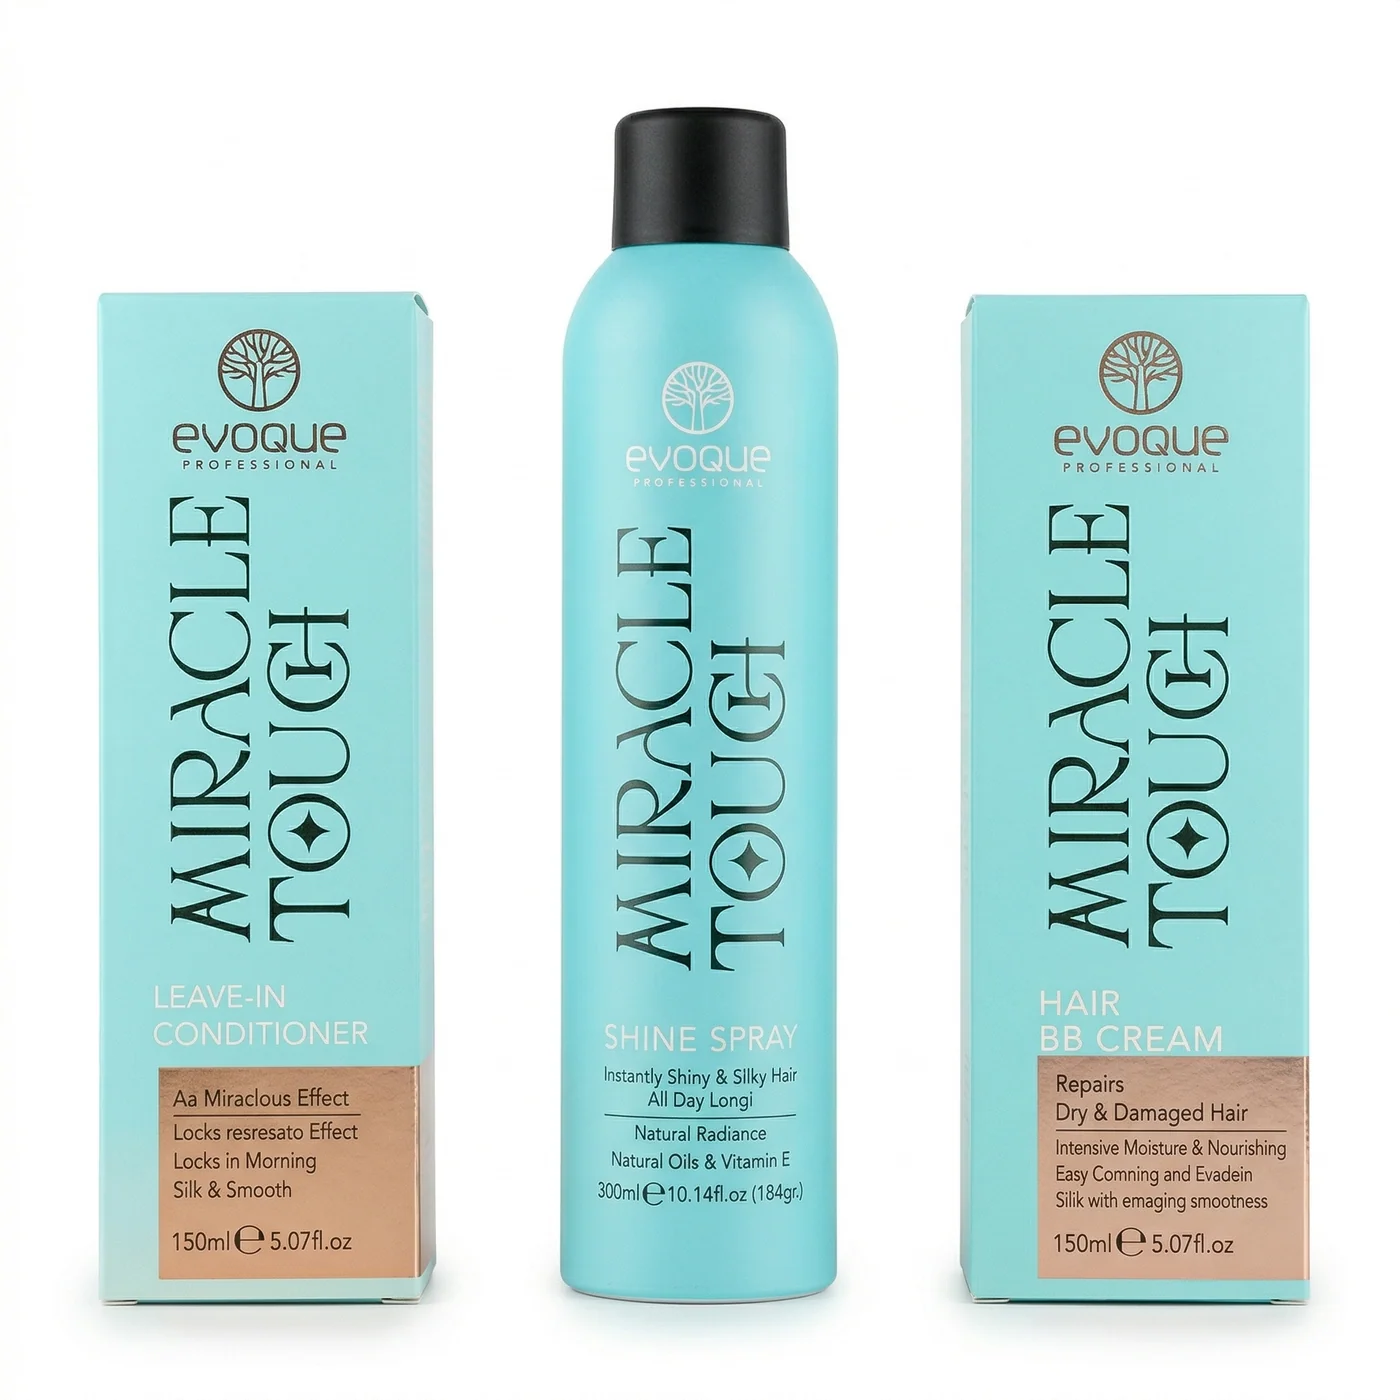 evoque
PROFESSIONAL
MIRACLE
TOUGH
LEAVE-IN
CONDITIONER
Aa Miraclous Effect
Locks resresato Effect
Locks in Morning
Silk & Smooth
150ml ℮ 5.07fl.oz
evoque
PROFESSIONAL
MIRACLE
TOUGH
SHINE SPRAY
Instantly Shiny & Sllky Hair
All Day Longi
Natural Radiance
Natural Oils & Vitamin E
300ml ℮ 10.14fl.oz (184gr.)
evoque
PROFESSIONAL
MIRACLE
TOUGH
HAIR
BB CREAM
Repairs
Dry & Damaged Hair
Intensive Moisture & Nourishing
Easy Comning and Evadein
Silik with emaging smootness
150ml ℮ 5.07fl.oz